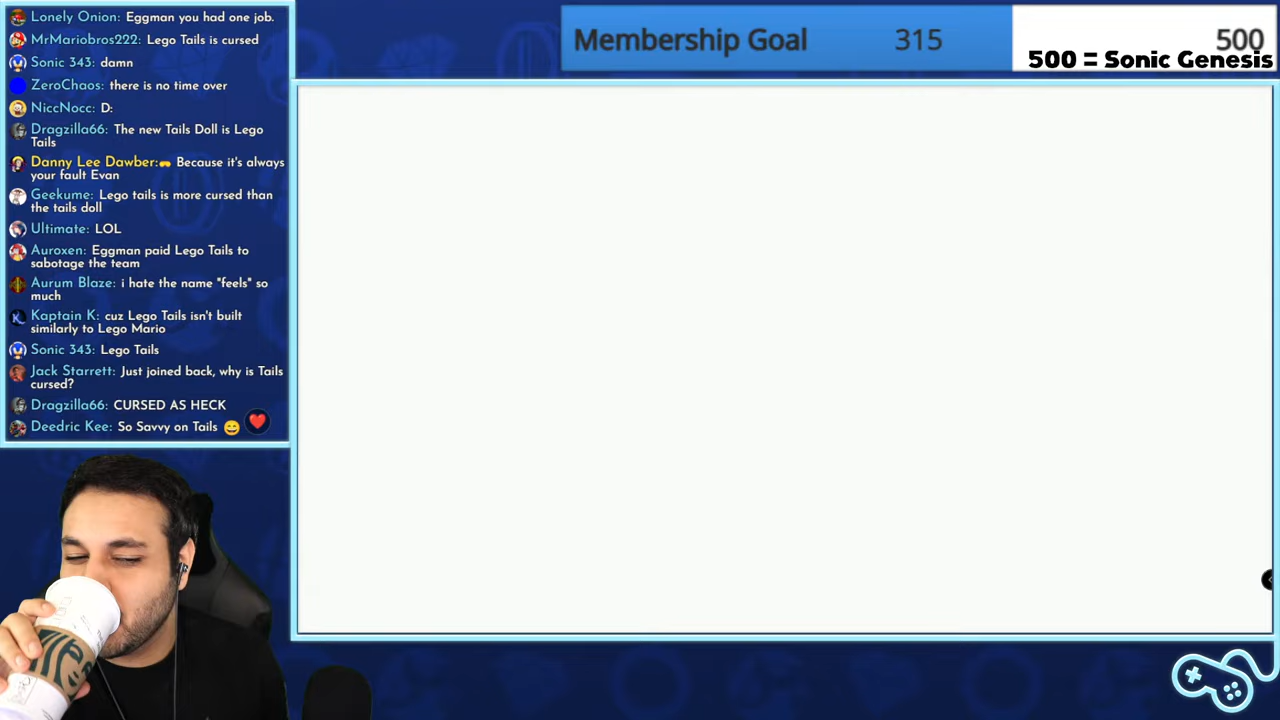 Lonely Onion: Eggman you had one job.
MrMariobros222: Lego Tails is cursed
Sonic 343: damn
ZeroChaos: there is no time over
NiccNocc: D:
Dragzilla66: The new Tails Doll is Lego
Tails
Danny Lee Dawber: Because it's always
your fault Evan
Geekume: Lego tails is more cursed than
the tails doll
Ultimate: LOL
Auroxen: Eggman paid Lego Tails to
sabotage the team
Aurum Blaze: i hate the name "feels" so
much
Kaptain K: cuz Lego Tails isn't built
similarly to Lego Mario
Sonic 343: Lego Tails
Jack Starrett: Just joined back, why is Tails
cursed?
Dragzilla66: CURSED AS HECK
Deedric Kee: So Savvy on Tails 😄
Membership Goal 315 500
500 = Sonic Genesis